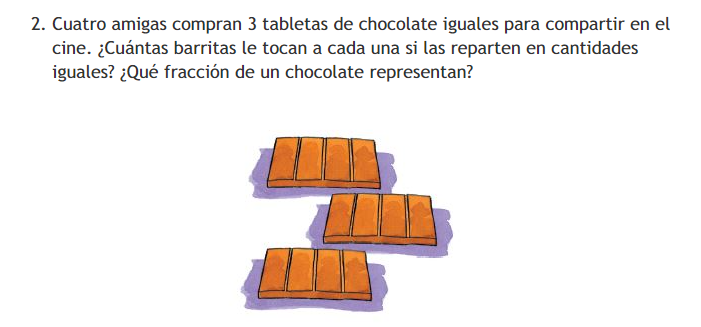 2. Cuatro amigas compran 3 tabletas de chocolate iguales para compartir en el
cine. ¿Cuántas barritas le tocan a cada una si las reparten en cantidades
iguales? ¿Qué fracción de un chocolate representan?